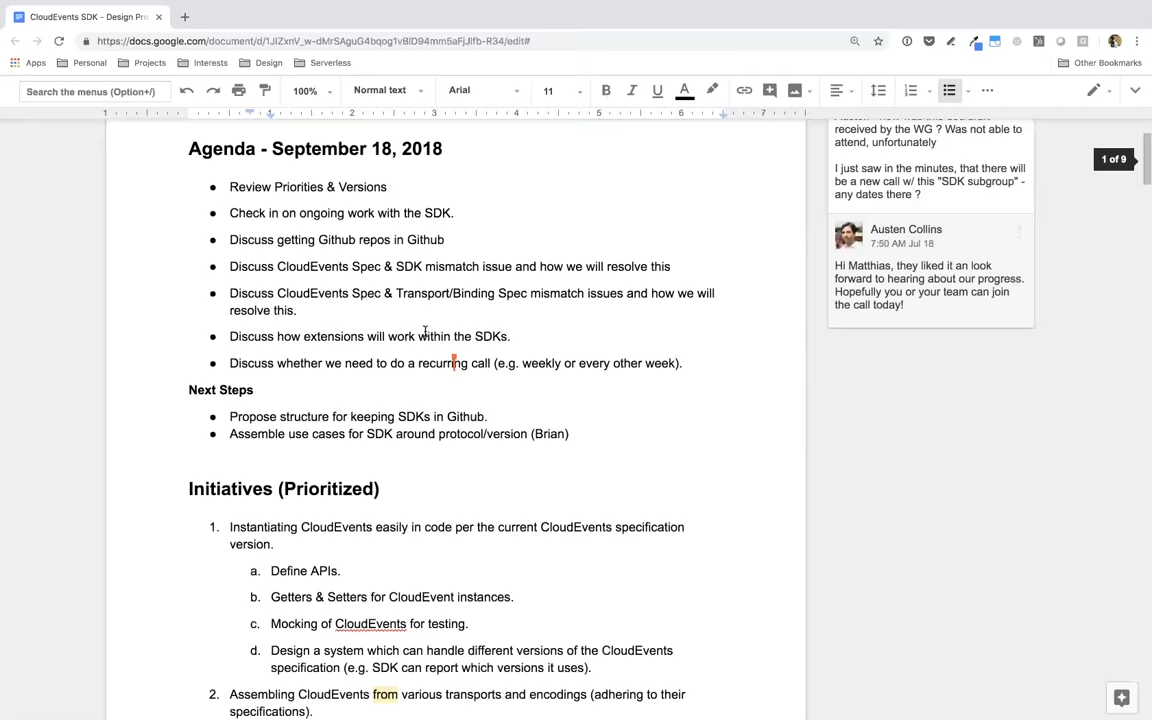 CloudEvents SDK - Design Pri
https://docs.google.com/document/d/1JIZxnV_w-dMrSAguG4bqog1vBlD94mm5aFjJlfb-R34/edit#
Apps Personal Projects Interests Design Serverless Other Bookmarks
Search the menus (Option+/) 100% Normal text Arial 11
1 1 2 3 4 5 6 7
Agenda - September 18, 2018
Review Priorities & Versions
Check in on ongoing work with the SDK.
Discuss getting Github repos in Github
Discuss CloudEvents Spec & SDK mismatch issue and how we will resolve this
Discuss CloudEvents Spec & Transport/Binding Spec mismatch issues and how we will
resolve this.
Discuss how extensions will work within the SDKs.
Discuss whether we need to do a recurring call (e.g. weekly or every other week).
Next Steps
Propose structure for keeping SDKs in Github.
Assemble use cases for SDK around protocol/version (Brian)
Initiatives (Prioritized)
1. Instantiating CloudEvents easily in code per the current CloudEvents specification
version.
a. Define APIs.
b. Getters & Setters for CloudEvent instances.
c. Mocking of CloudEvents for testing.
d. Design a system which can handle different versions of the CloudEvents
specification (e.g. SDK can report which versions it uses).
2. Assembling CloudEvents from various transports and encodings (adhering to their
specifications).
received by the WG ? Was not able to
attend, unfortunately
I just saw in the minutes, that there will
be a new call w/ this "SDK subgroup" -
any dates there ?
Austen Collins
7:50 AM Jul 18
Hi Matthias, they liked it an look
forward to hearing about our progress.
Hopefully you or your team can join
the call today!
1 of 9